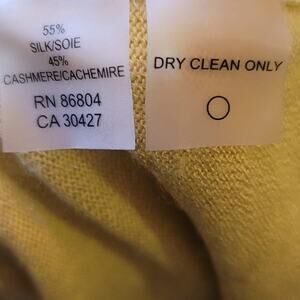 55%
SILK/SOIE
45%
CASHMERE/CACHEMIRE
RN 86804
CA 30427
DRY CLEAN ONLY